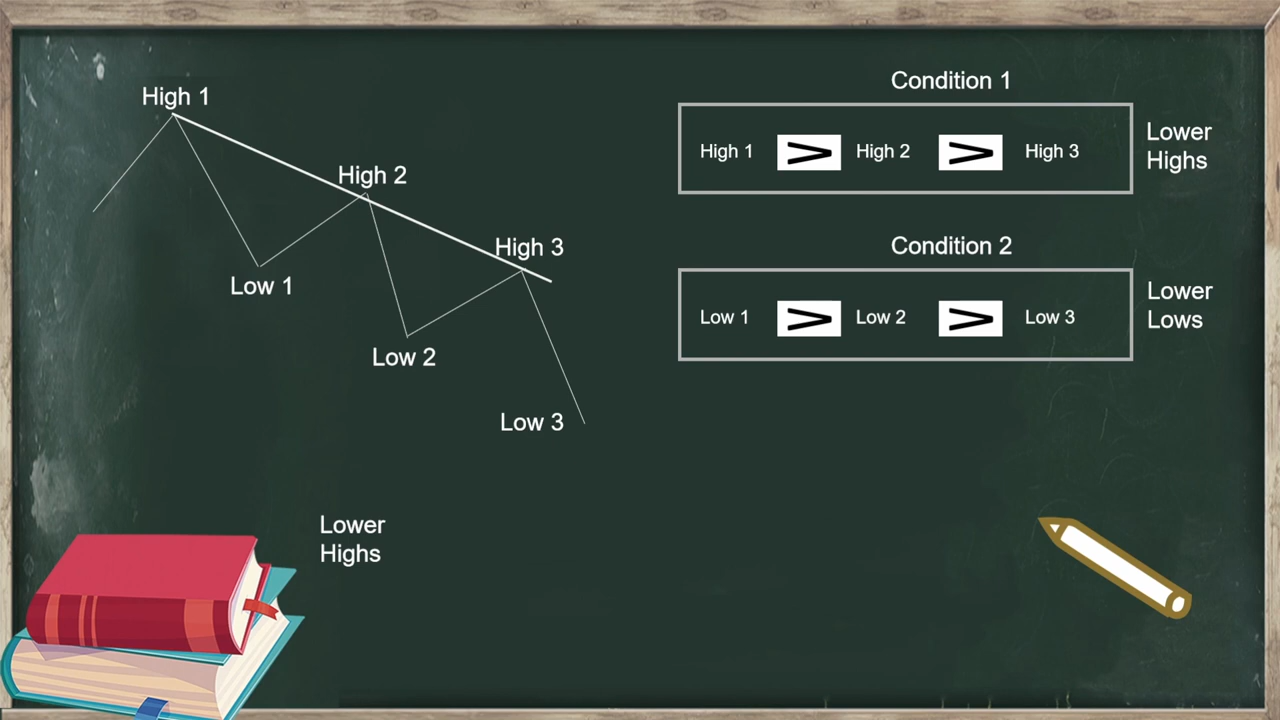 High 1
High 2
High 3
Low 1
Low 2
Low 3
Lower
Highs
Condition 1
High 1 > High 2 > High 3
Lower
Highs
Condition 2
Low 1 > Low 2 > Low 3
Lower
Lows